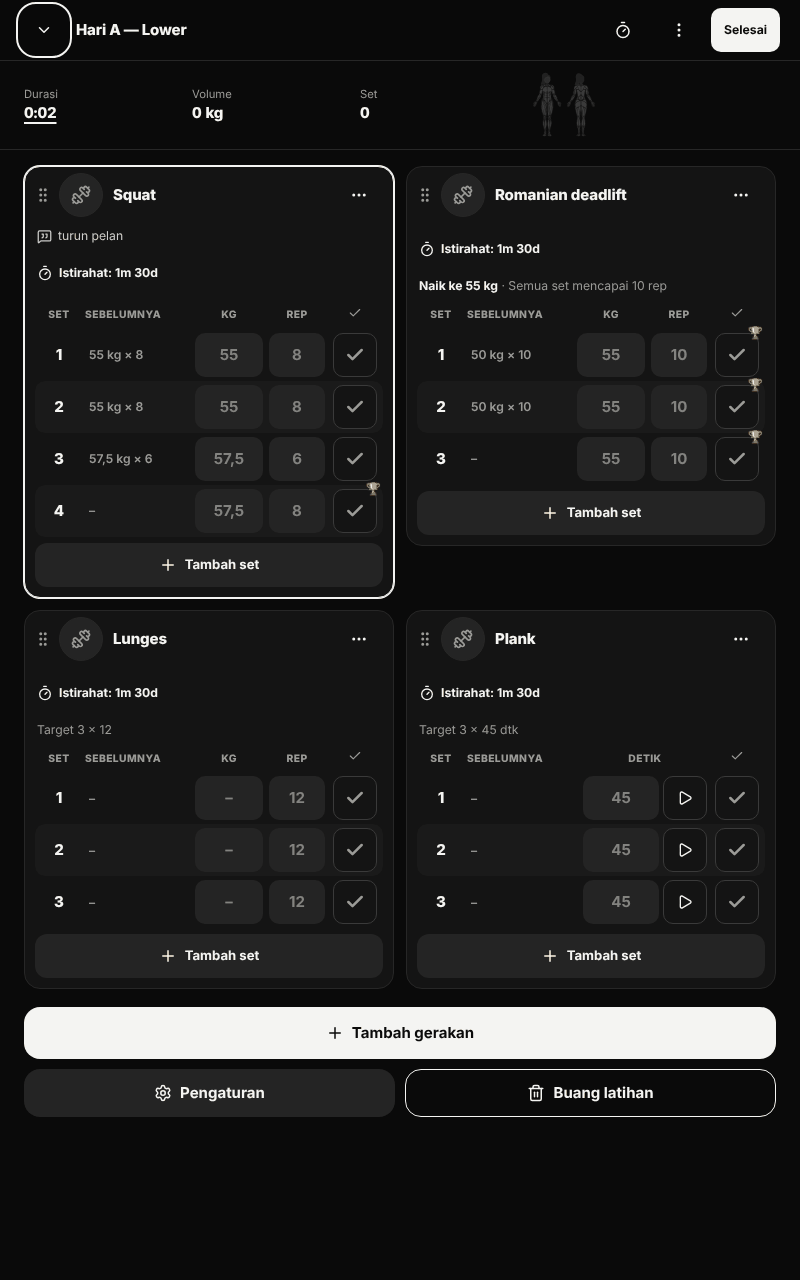 Hari A — Lower
Selesai
Durasi
0:02
Volume
0 kg
Set
0
Squat
turun pelan
Istirahat: 1m 30d
SET SEBELUMNYA KG REP
1 55 kg × 8 55 8
2 55 kg × 8 55 8
3 57,5 kg × 6 57,5 6
4 – 57,5 8
Tambah set
Romanian deadlift
Istirahat: 1m 30d
Naik ke 55 kg · Semua set mencapai 10 rep
SET SEBELUMNYA KG REP
1 50 kg × 10 55 10
2 50 kg × 10 55 10
3 – 55 10
Tambah set
Lunges
Istirahat: 1m 30d
Target 3 × 12
SET SEBELUMNYA KG REP
1 – – 12
2 – – 12
3 – – 12
Tambah set
Plank
Istirahat: 1m 30d
Target 3 × 45 dtk
SET SEBELUMNYA DETIK
1 – 45
2 – 45
3 – 45
Tambah set
Tambah gerakan
Pengaturan
Buang latihan